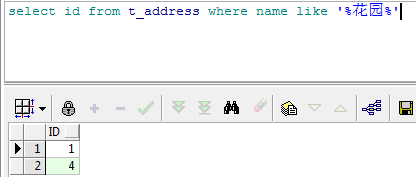 select id from t_address where name like '%花园%'
ID
1 1
2 4